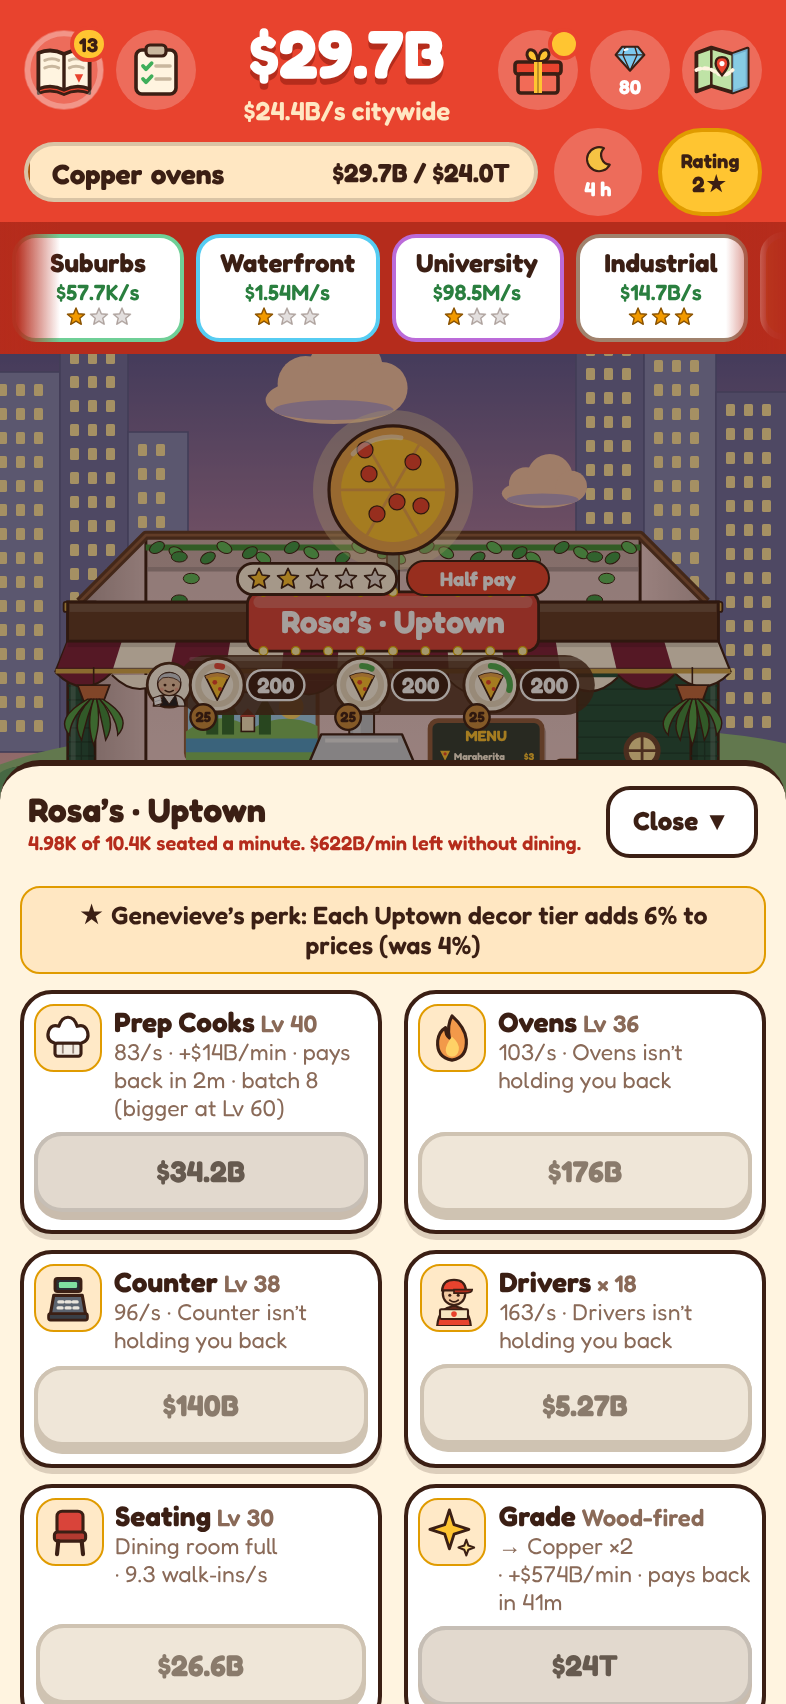 13
$29.7B
$24.4B/s citywide
80
Copper ovens
$29.7B / $24.0T
4 h
Rating
2★
Suburbs
$57.7K/s
Waterfront
$1.54M/s
University
$98.5M/s
Industrial
$14.7B/s
Half pay
Rosa's · Uptown
200
200
200
25
25
25
MENU
Margherita $3
Rosa's · Uptown
4.98K of 10.4K seated a minute. $622B/min left without dining.
Close ▼
★ Genevieve's perk: Each Uptown decor tier adds 6% to
prices (was 4%)
Prep Cooks Lv 40
83/s · +$14B/min · pays
back in 2m · batch 8
(bigger at Lv 60)
$34.2B
Ovens Lv 36
103/s · Ovens isn't
holding you back
$176B
Counter Lv 38
96/s · Counter isn't
holding you back
$140B
Drivers × 18
163/s · Drivers isn't
holding you back
$5.27B
Seating Lv 30
Dining room full
· 9.3 walk-ins/s
$26.6B
Grade Wood-fired
→ Copper ×2
· +$574B/min · pays back
in 41m
$24T